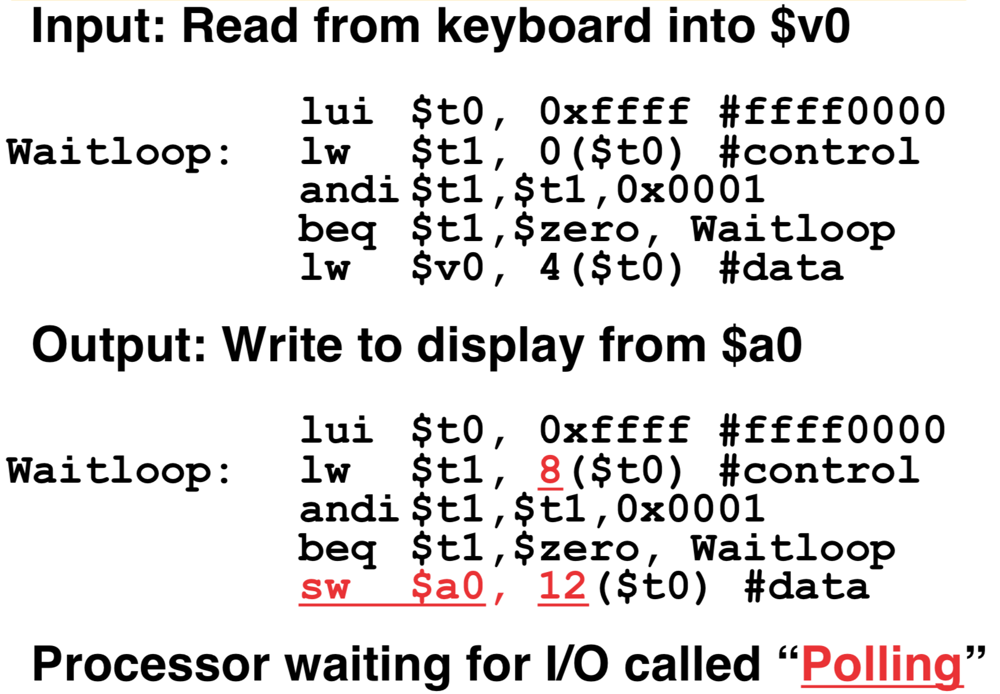 Input: Read from keyboard into $v0
lui $t0, 0xffff #ffff0000
Waitloop: lw $t1, 0($t0) #control
andi $t1,$t1,0x0001
beq $t1,$zero, Waitloop
lw $v0, 4($t0) #data
Output: Write to display from $a0
lui $t0, 0xffff #ffff0000
Waitloop: lw $t1, 8($t0) #control
andi $t1,$t1,0x0001
beq $t1,$zero, Waitloop
sw $a0, 12($t0) #data
Processor waiting for I/O called “Polling”